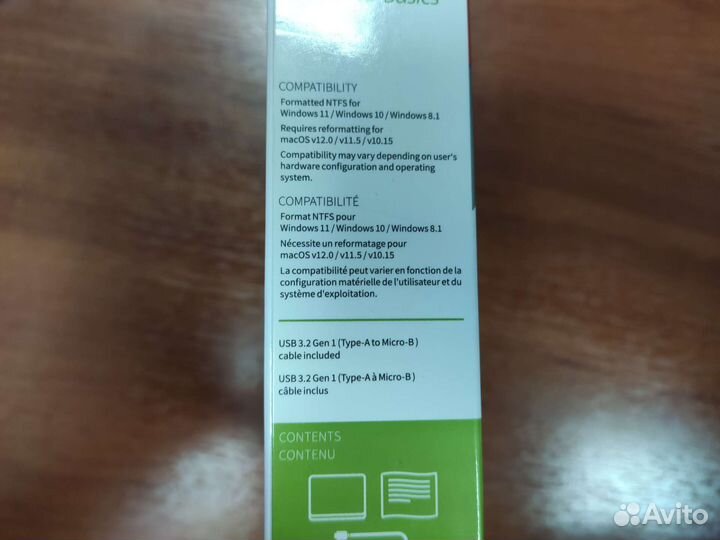 Basics
COMPATIBILITY
Formatted NTFS for
Windows 11 / Windows 10 / Windows 8.1
Requires reformatting for
macOS v12.0 / v11.5 / v10.15
Compatibility may vary depending on user's
hardware configuration and operating
system.
COMPATIBILITÉ
Format NTFS pour
Windows 11 / Windows 10 / Windows 8.1
Nécessite un reformatage pour
macOS v12.0 / v11.5 / v10.15
La compatibilité peut varier en fonction de la
configuration matérielle de l'utilisateur et du
système d'exploitation.
USB 3.2 Gen 1 (Type-A to Micro-B )
cable included
USB 3.2 Gen 1 (Type-A à Micro-B )
câble inclus
CONTENTS
CONTENU
Avito